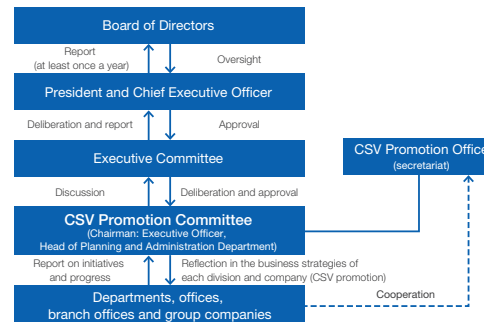 Board of Directors
Report
(at least once a year)
Oversight
President and Chief Executive Officer
Deliberation and report
Approval
Executive Committee
CSV Promotion Office
(secretariat)
Discussion
Deliberation and approval
CSV Promotion Committee
(Chairman: Executive Officer,
Head of Planning and Administration Department)
Report on initiatives
and progress
Reflection in the business strategies of
each division and company (CSV promotion)
Cooperation
Departments, offices,
branch offices and group companies